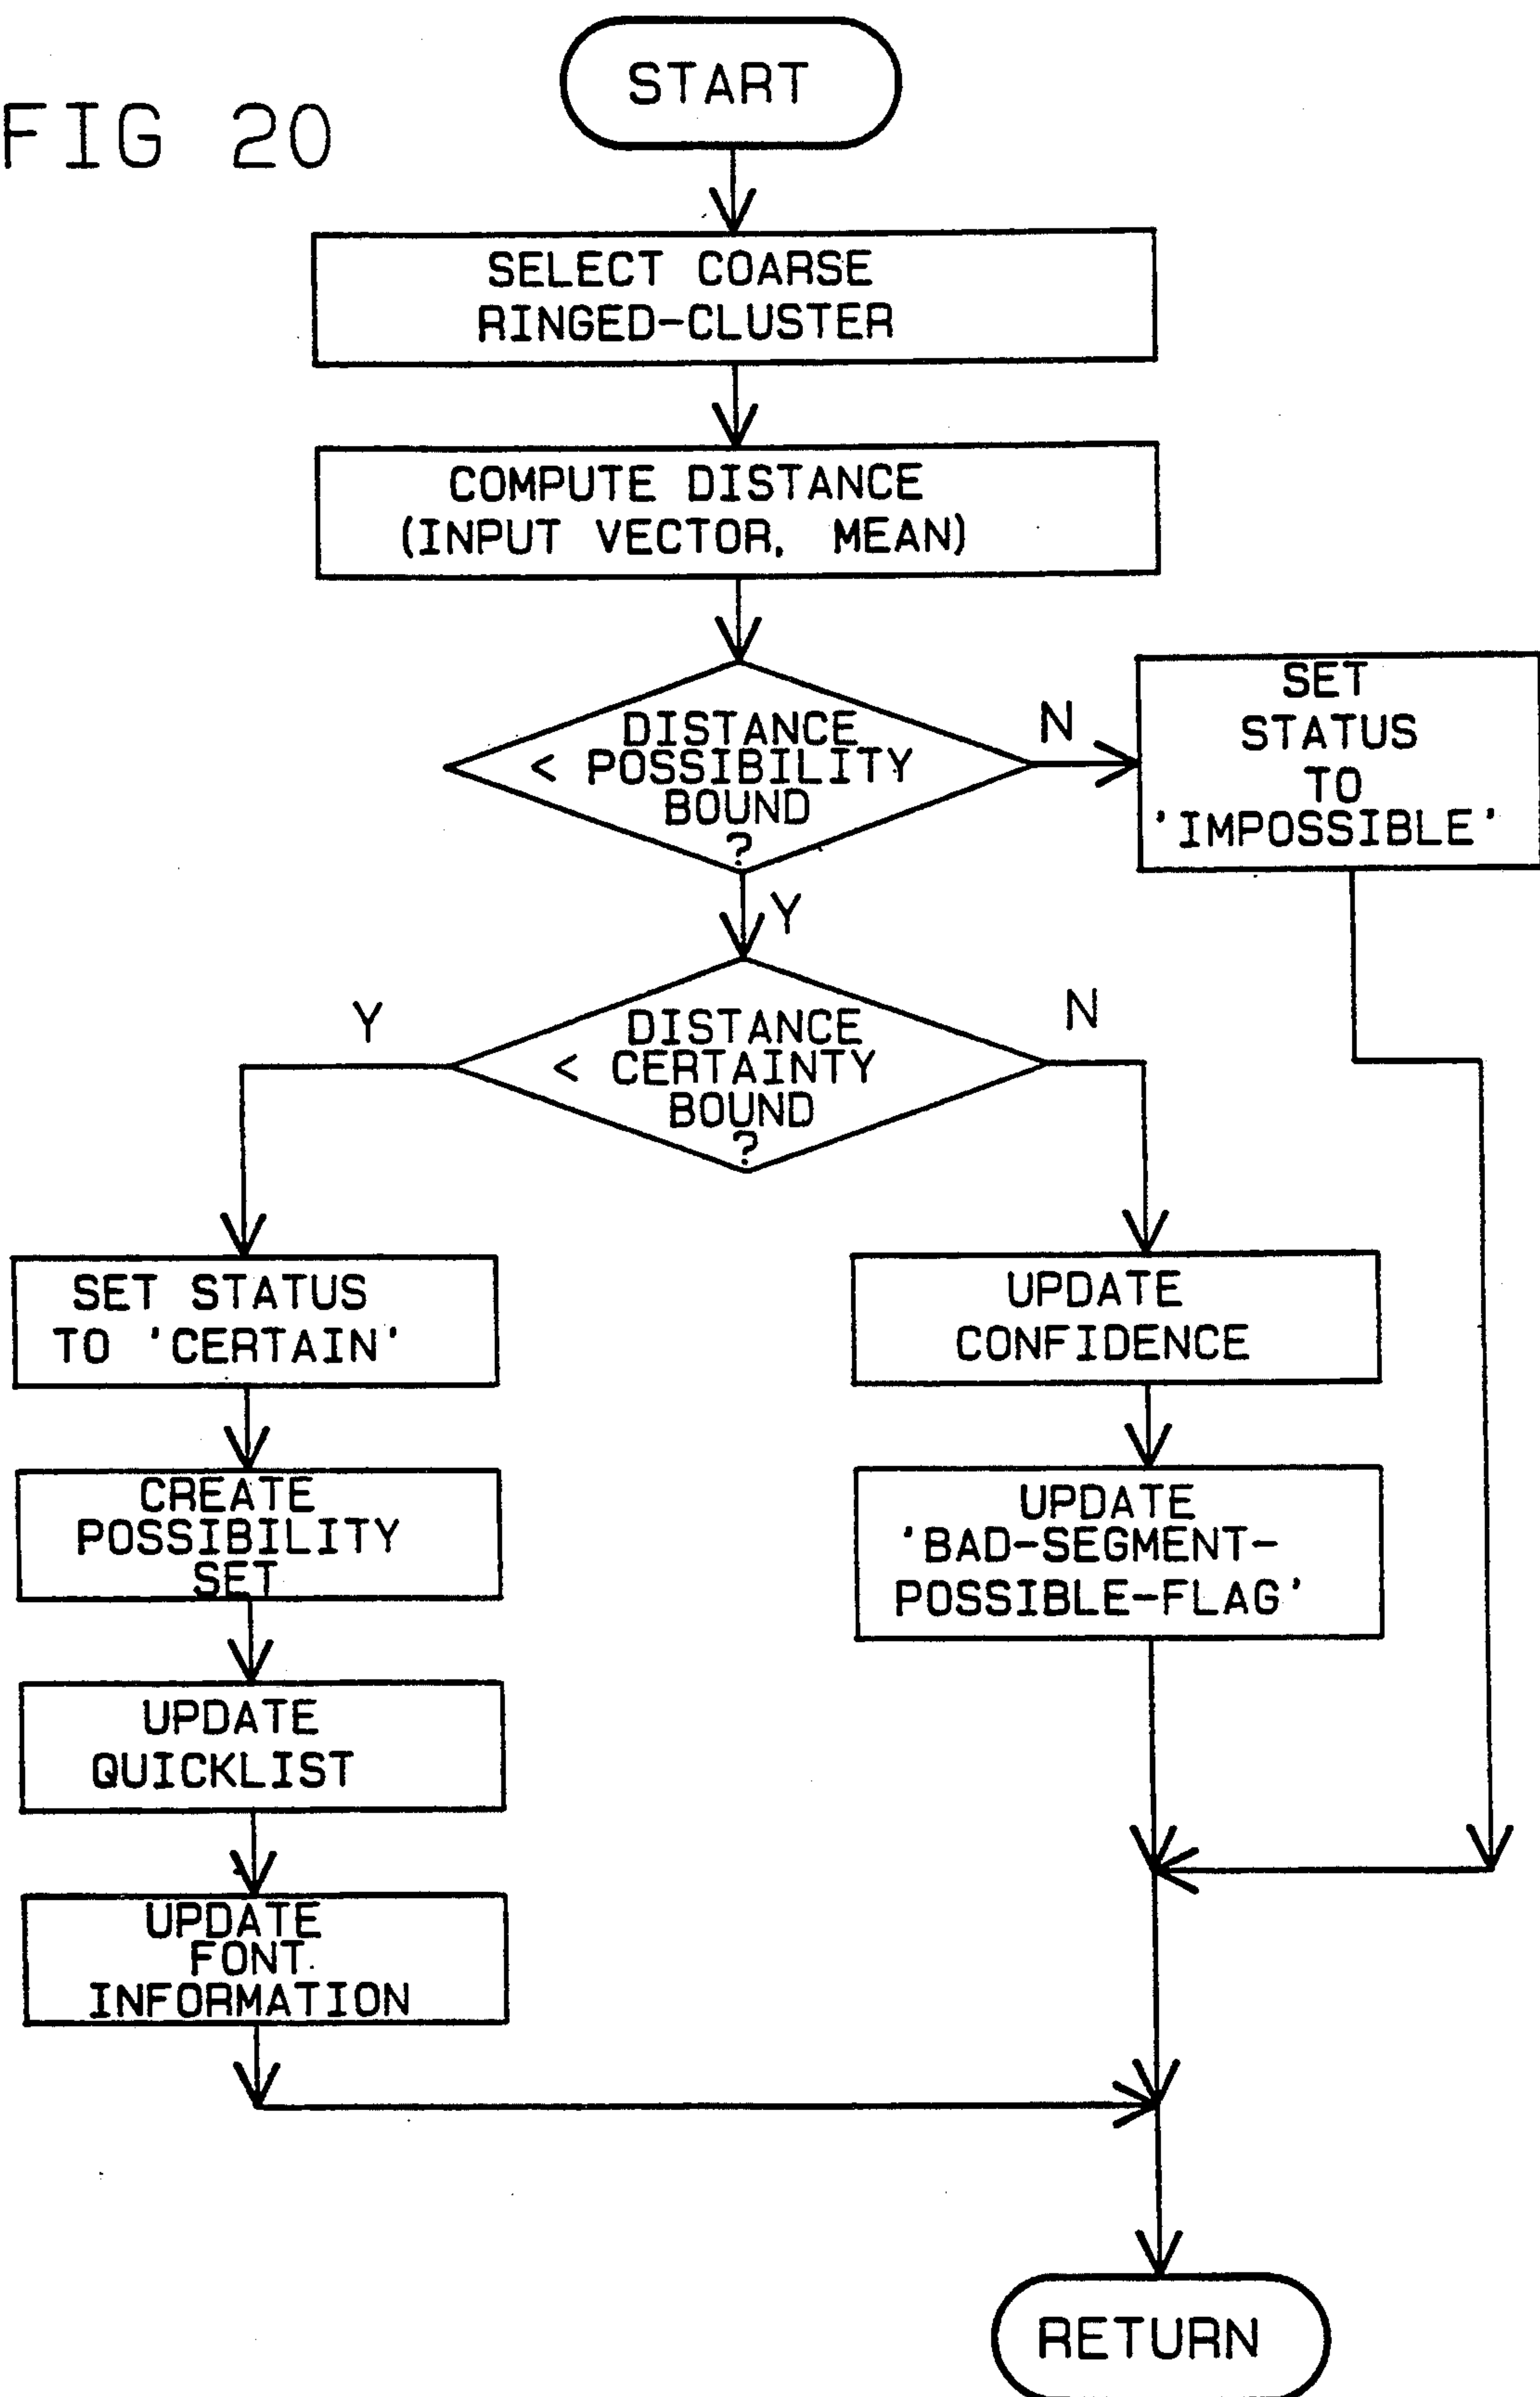 START
FIG 20
SELECT COARSE
RINGED-CLUSTER
COMPUTE DISTANCE
(INPUT VECTOR, MEAN)
DISTANCE
< POSSIBILITY
BOUND
?
N
SET
STATUS
TO
'IMPOSSIBLE'
Y
DISTANCE
< CERTAINTY
BOUND
?
Y
N
SET STATUS
TO 'CERTAIN'
UPDATE
CONFIDENCE
CREATE
POSSIBILITY
SET
UPDATE
'BAD-SEGMENT-
POSSIBLE-FLAG'
UPDATE
QUICKLIST
UPDATE
FONT
INFORMATION
RETURN